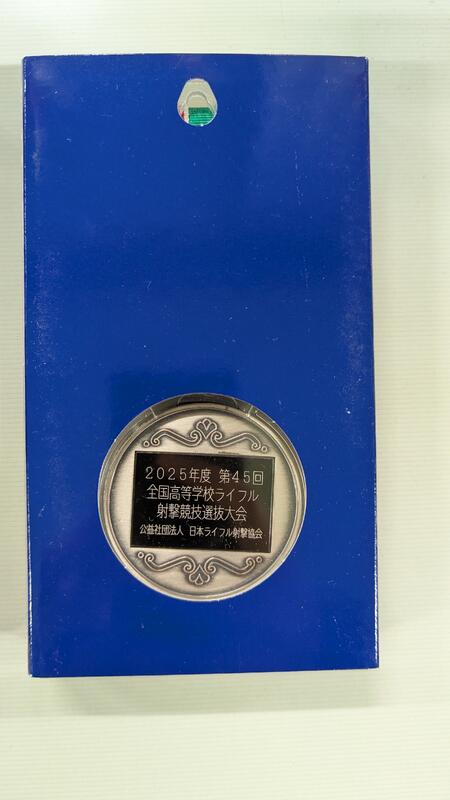 2025年度 第45回
全国高等学校ライフル
射撃競技選抜大会
公益社団法人 日本ライフル射撃協会